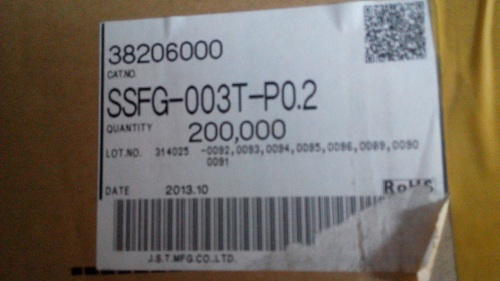 38206000
CAT.NO.
SSFG-003T-P0.2
QUANTITY 200,000
LOT.NO. 314025 -0092,0093,0094,0095,0096,0089,0090
0091
DATE 2013.10 RoHS
J.S.T.MFG.CO.,LTD.